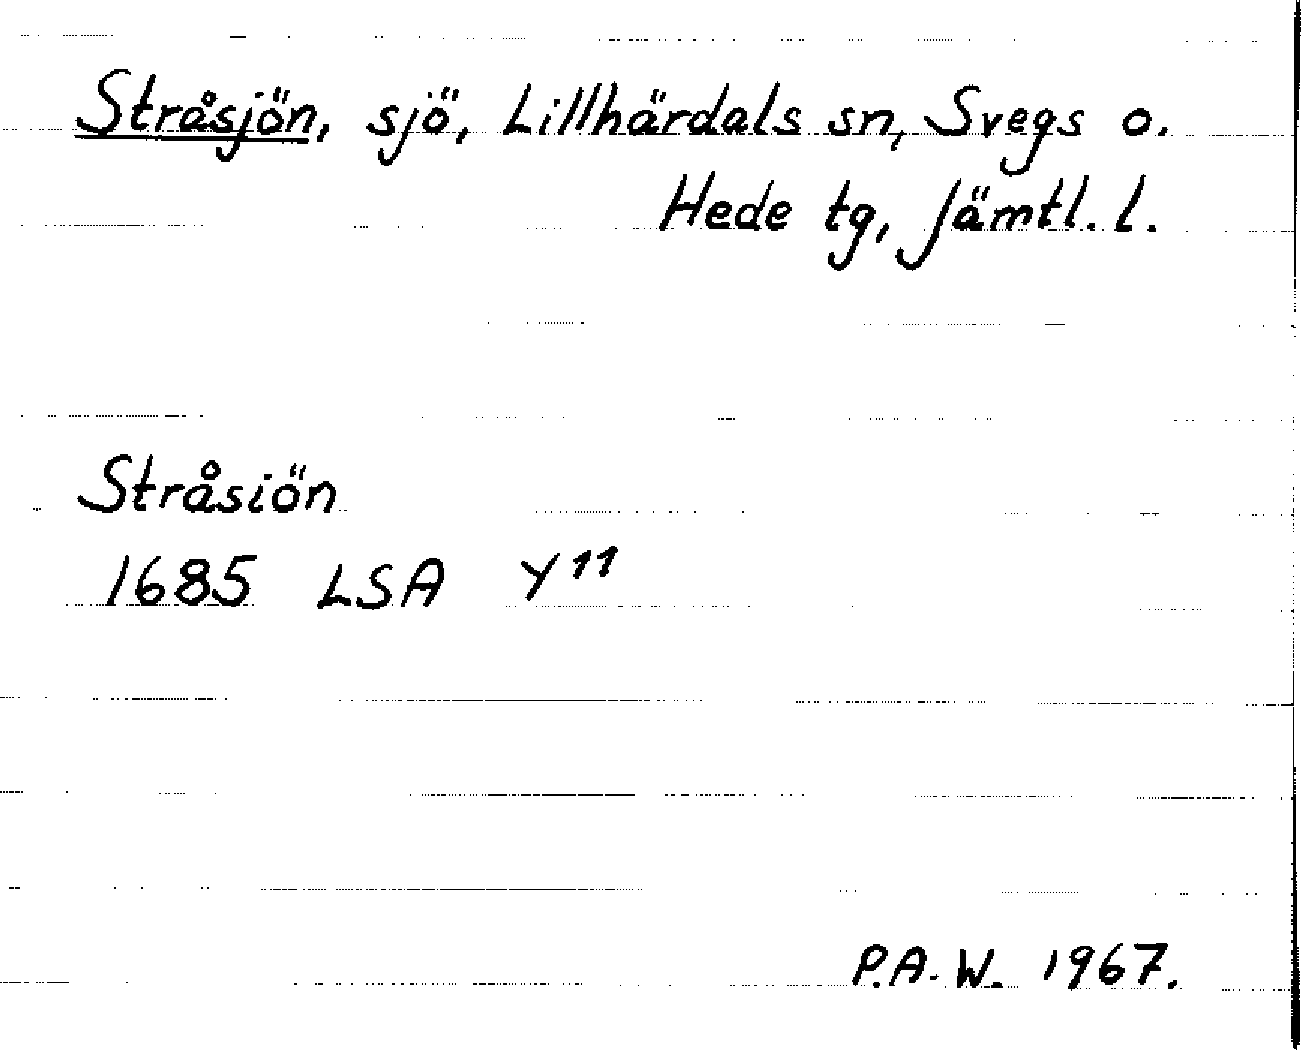 Stråsjön, sjö, Lillhärdals sn, Svegs o.
Hede tg, Jämtl. l.
Stråsiön
1685 LSA Y11
P.A.W. 1967.